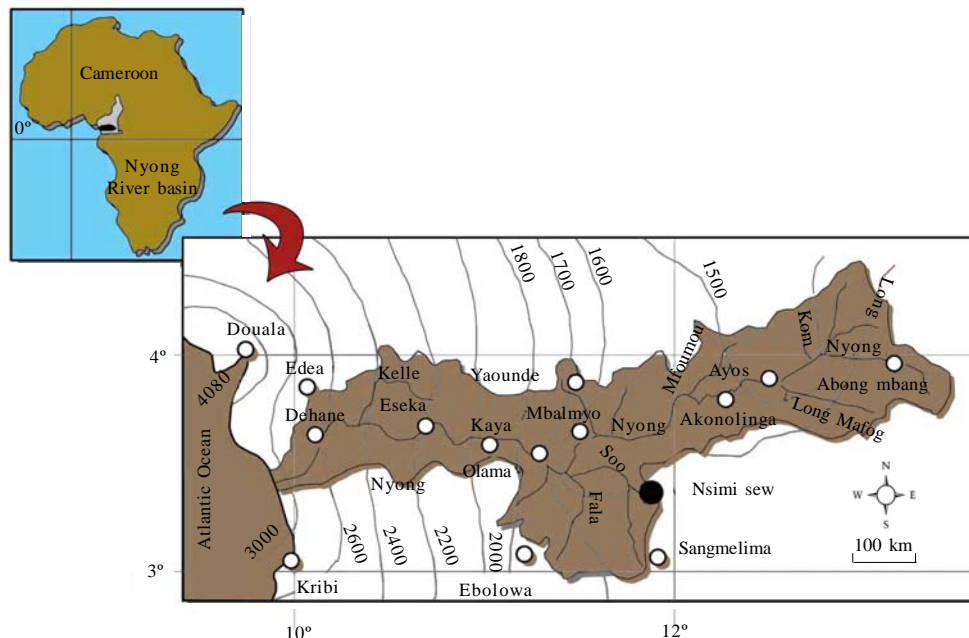 Cameroon
0º
Nyong
River basin
1800
1700
1600
1500
Long
Kom
Douala
4º
4080
Edea
Kelle
Yaounde
Mfoumou
Nyong
Ayos
Abong mbang
Dehane
Eseka
Kaya
Mbalmyo
Nyong
Akonolinga
Long Mafog
Atlantic Ocean
Olama
Soo
Nyong
Fala
Nsimi sew
N
W
E
S
3000
2600
2400
2200
2000
Sangmelima
100 km
3º
Kribi
Ebolowa
10º
12º